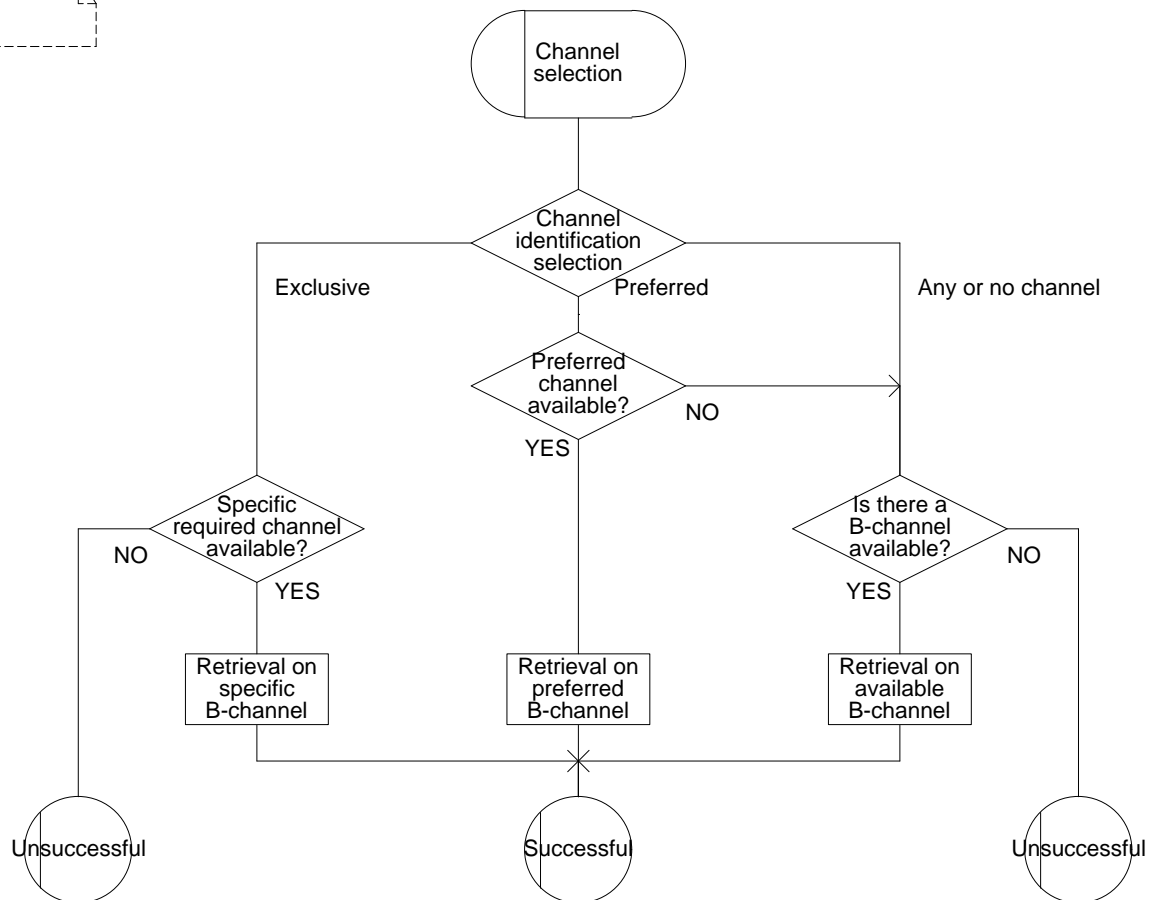 Channel
selection
Channel
identification
selection
Exclusive
Preferred
Any or no channel
Preferred
channel
available?
NO
YES
Specific
required channel
available?
Is there a
B-channel
available?
NO
YES
YES
NO
Retrieval on
specific
B-channel
Retrieval on
preferred
B-channel
Retrieval on
available
B-channel
Unsuccessful
Successful
Unsuccessful